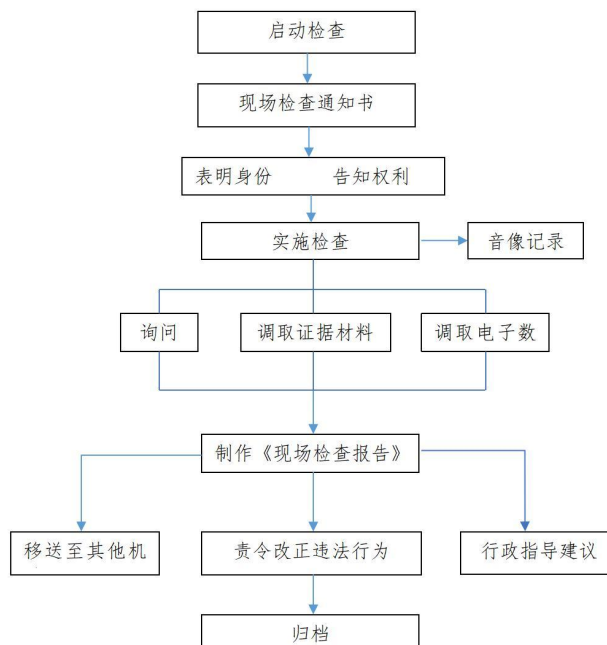 启动检查
现场检查通知书
表明身份 告知权利
实施检查
音像记录
询问
调取证据材料
调取电子数
制作《现场检查报告》
移送至其他机
责令改正违法行为
行政指导建议
归档